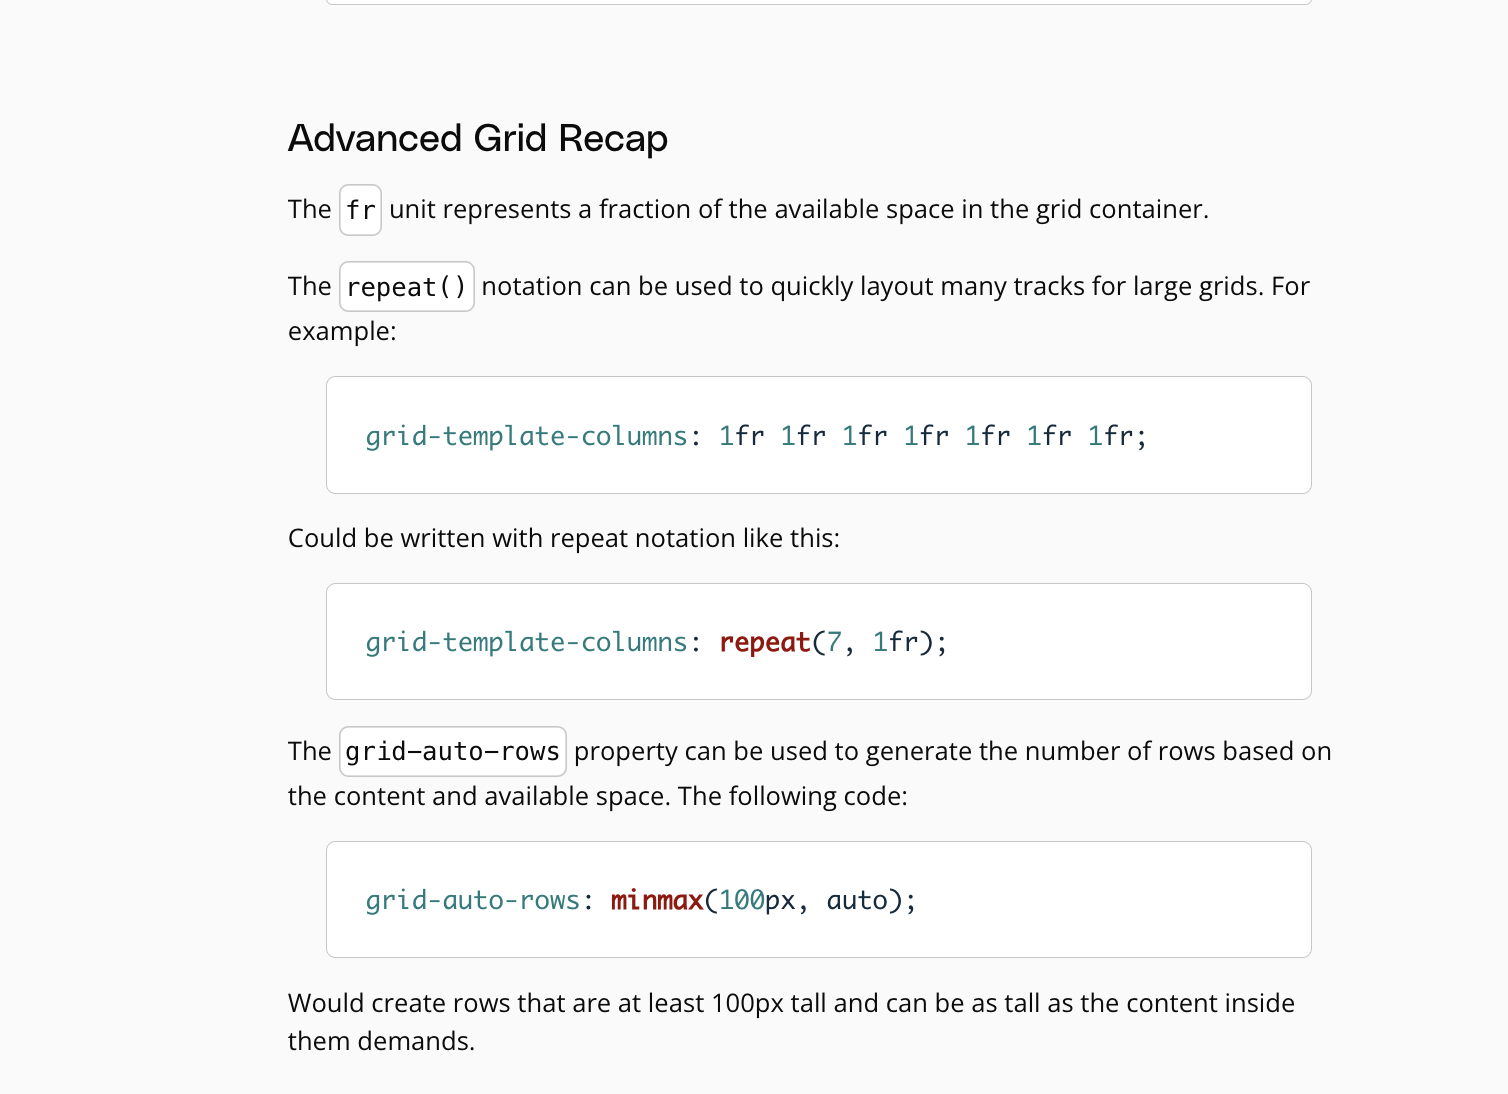 Advanced Grid Recap
The fr unit represents a fraction of the available space in the grid container.
The repeat() notation can be used to quickly layout many tracks for large grids. For
example:
grid-template-columns: 1fr 1fr 1fr 1fr 1fr 1fr 1fr;
Could be written with repeat notation like this:
grid-template-columns: repeat(7, 1fr);
The grid-auto-rows property can be used to generate the number of rows based on
the content and available space. The following code:
grid-auto-rows: minmax(100px, auto);
Would create rows that are at least 100px tall and can be as tall as the content inside
them demands.